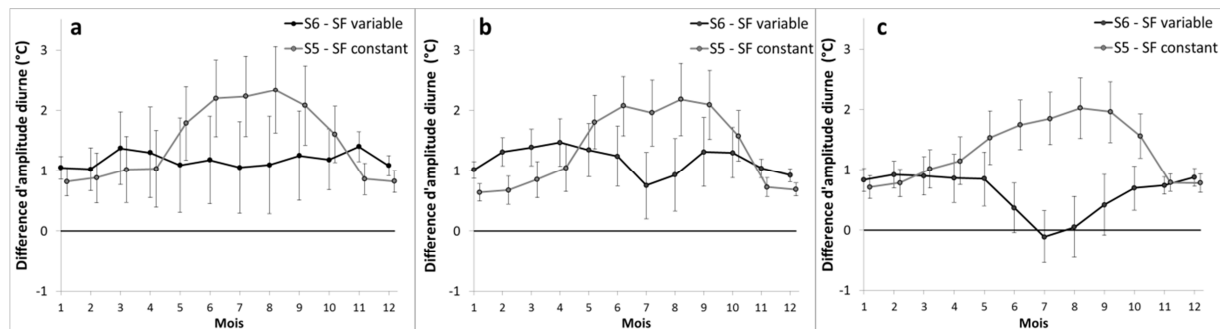 a
S6 - SF variable
S5 - SF constant
Difference d'amplitude diurne (°C)
3
2
1
0
-1
1 2 3 4 5 6 7 8 9 10 11 12
Mois
b
S6 - SF variable
S5 - SF constant
Difference d'amplitude diurne (°C)
3
2
1
0
-1
1 2 3 4 5 6 7 8 9 10 11 12
Mois
c
S6 - SF variable
S5 - SF constant
Difference d'amplitude diurne (°C)
3
2
1
0
-1
1 2 3 4 5 6 7 8 9 10 11 12
Mois